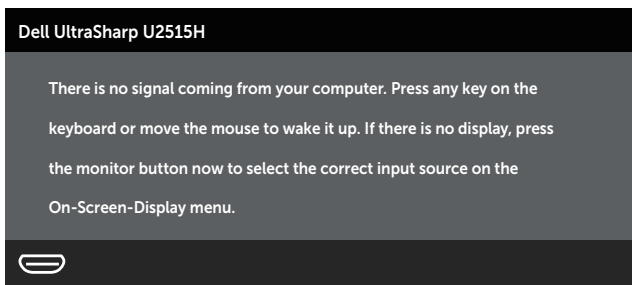 Dell UltraSharp U2515H
There is no signal coming from your computer. Press any key on the
keyboard or move the mouse to wake it up. If there is no display, press
the monitor button now to select the correct input source on the
On-Screen-Display menu.